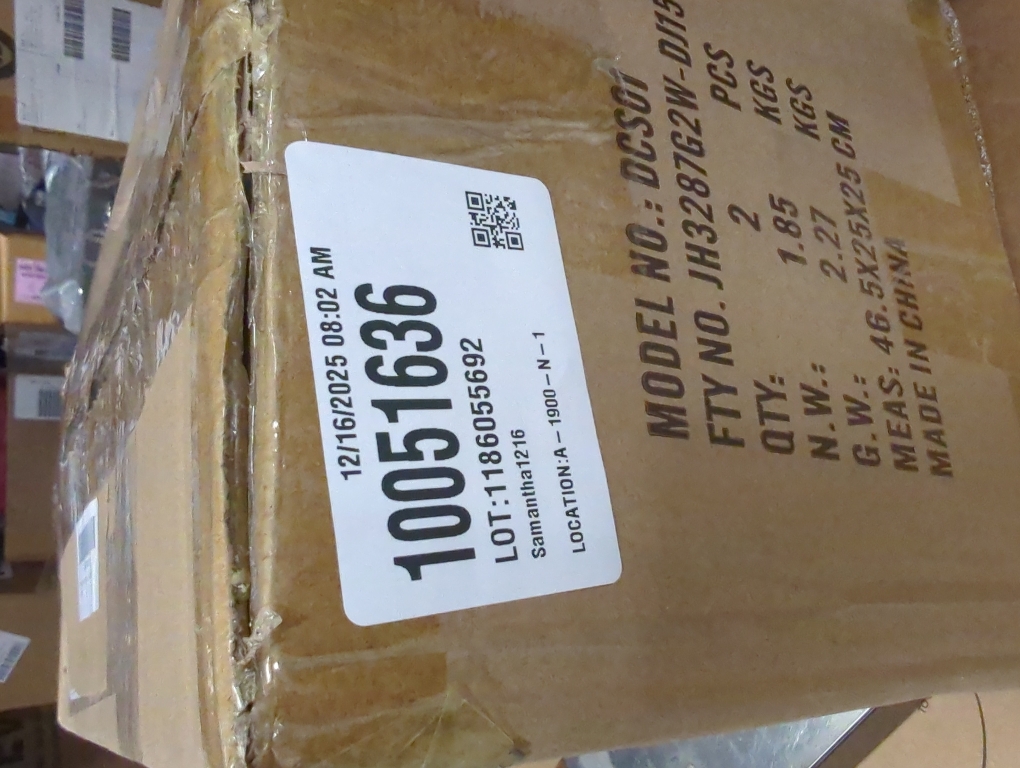 12/16/2025 08:02 AM
10051636
LOT:1186055692
Samantha1216
LOCATION:A-1900-N-1
MODEL NO.: DCS01
FTY NO. JH3287G2W-DJ15
QTY: 2 PCS
N.W.: 1.85 KGS
G.W.: 2.27 KGS
MEAS: 46.5X25X25 CM
MADE IN CHINA